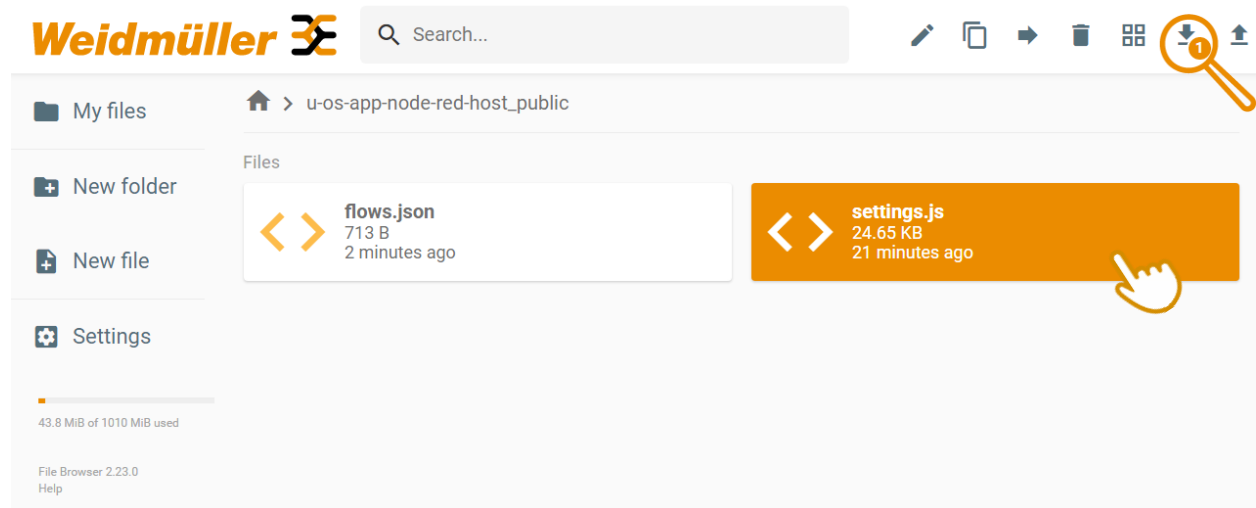 Weidmüller
Search...
1
My files
u-os-app-node-red-host_public
Files
New folder
flows.json
713 B
2 minutes ago
settings.js
24.65 KB
21 minutes ago
New file
Settings
43.8 MiB of 1010 MiB used
File Browser 2.23.0
Help